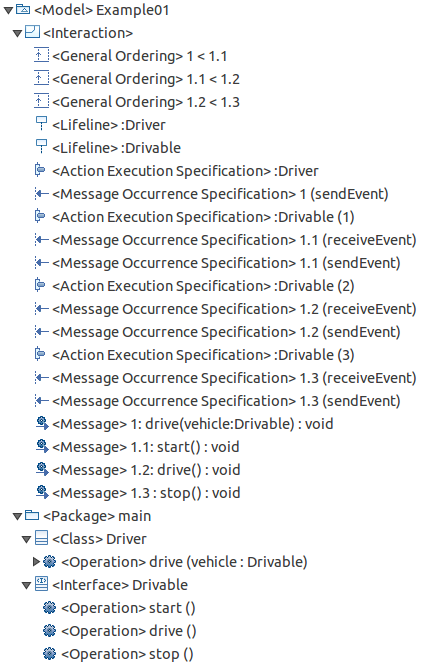 <Model> Example01
<Interaction>
<General Ordering> 1 < 1.1
<General Ordering> 1.1 < 1.2
<General Ordering> 1.2 < 1.3
<Lifeline> :Driver
<Lifeline> :Drivable
<Action Execution Specification> :Driver
<Message Occurrence Specification> 1 (sendEvent)
<Action Execution Specification> :Drivable (1)
<Message Occurrence Specification> 1.1 (receiveEvent)
<Message Occurrence Specification> 1.1 (sendEvent)
<Action Execution Specification> :Drivable (2)
<Message Occurrence Specification> 1.2 (receiveEvent)
<Message Occurrence Specification> 1.2 (sendEvent)
<Action Execution Specification> :Drivable (3)
<Message Occurrence Specification> 1.3 (receiveEvent)
<Message Occurrence Specification> 1.3 (sendEvent)
<Message> 1: drive(vehicle:Drivable) : void
<Message> 1.1: start() : void
<Message> 1.2: drive() : void
<Message> 1.3 : stop() : void
<Package> main
<Class> Driver
<Operation> drive (vehicle : Drivable)
<Interface> Drivable
<Operation> start ()
<Operation> drive ()
<Operation> stop ()